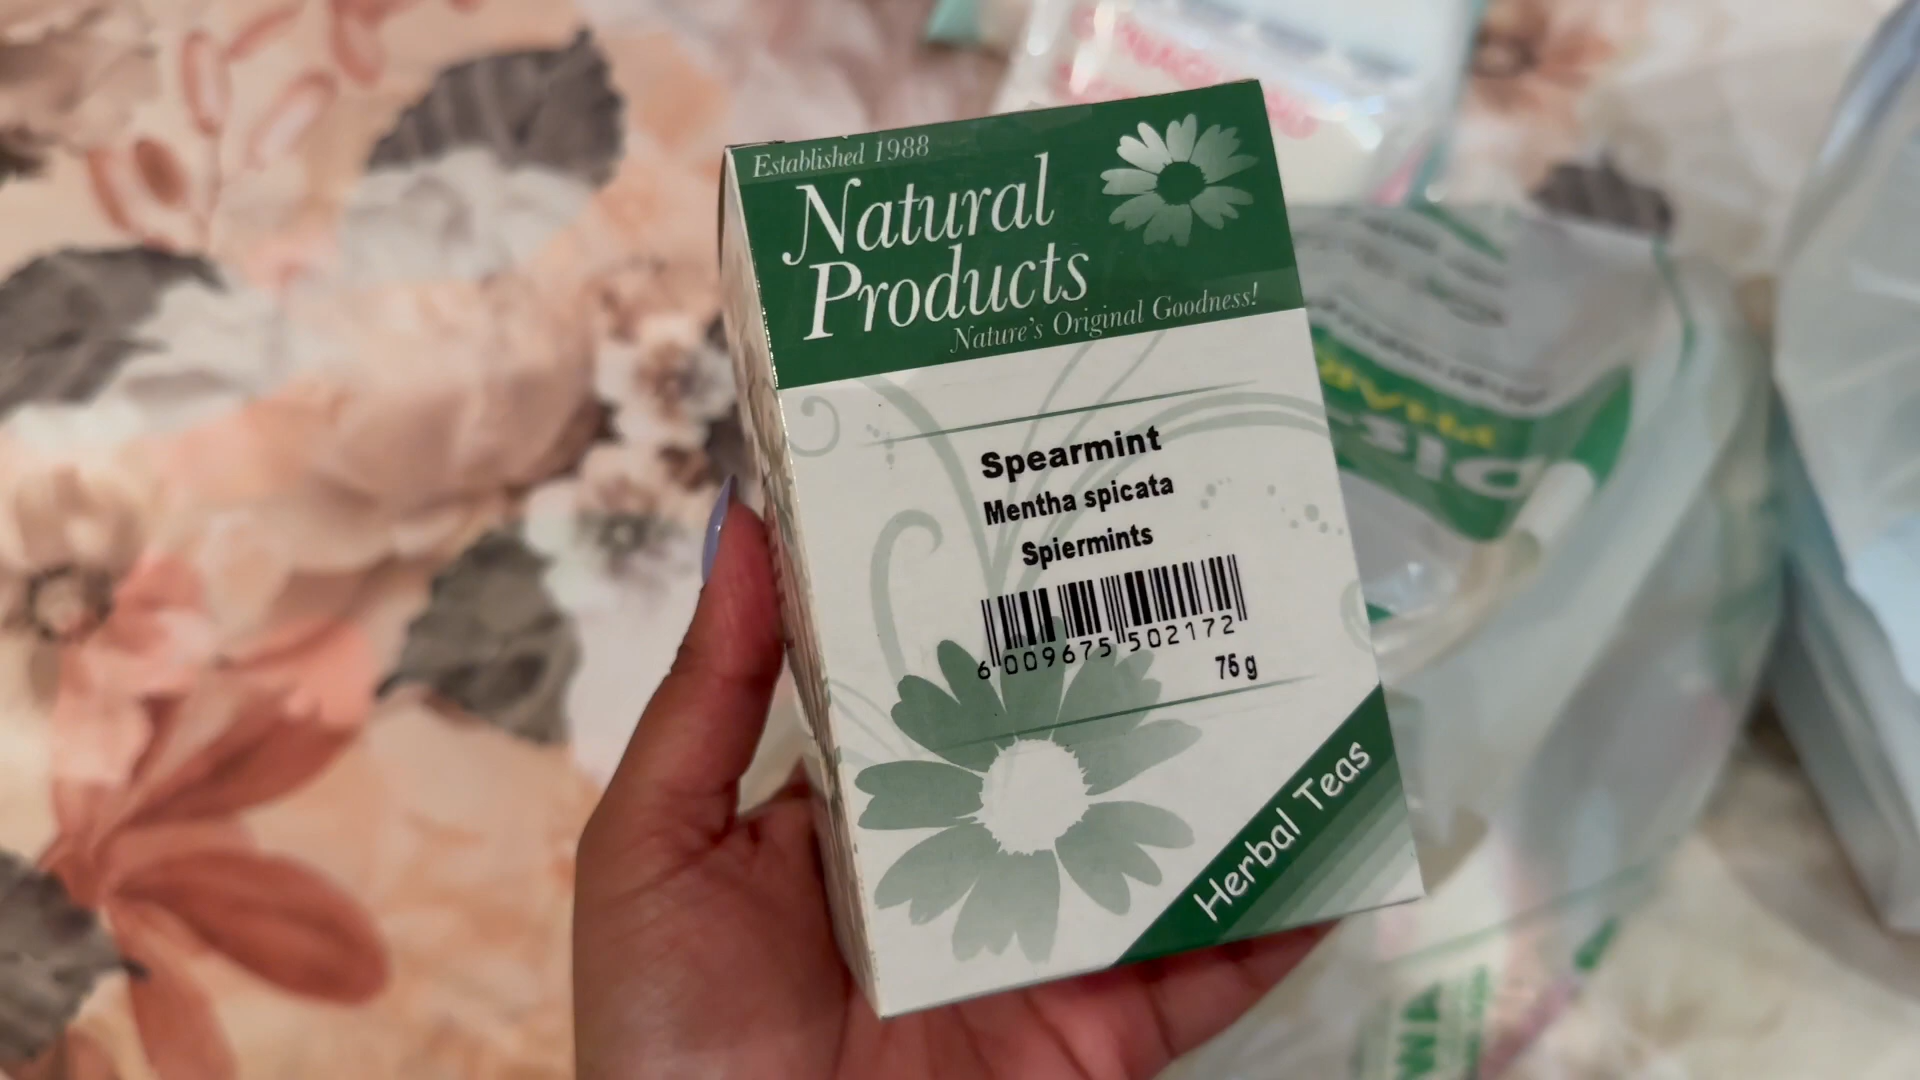 Established 1988
Natural
Products
Nature's Original Goodness!
Spearmint
Mentha spicata
Spiermints
6 009675 502172
75 g
Herbal Teas